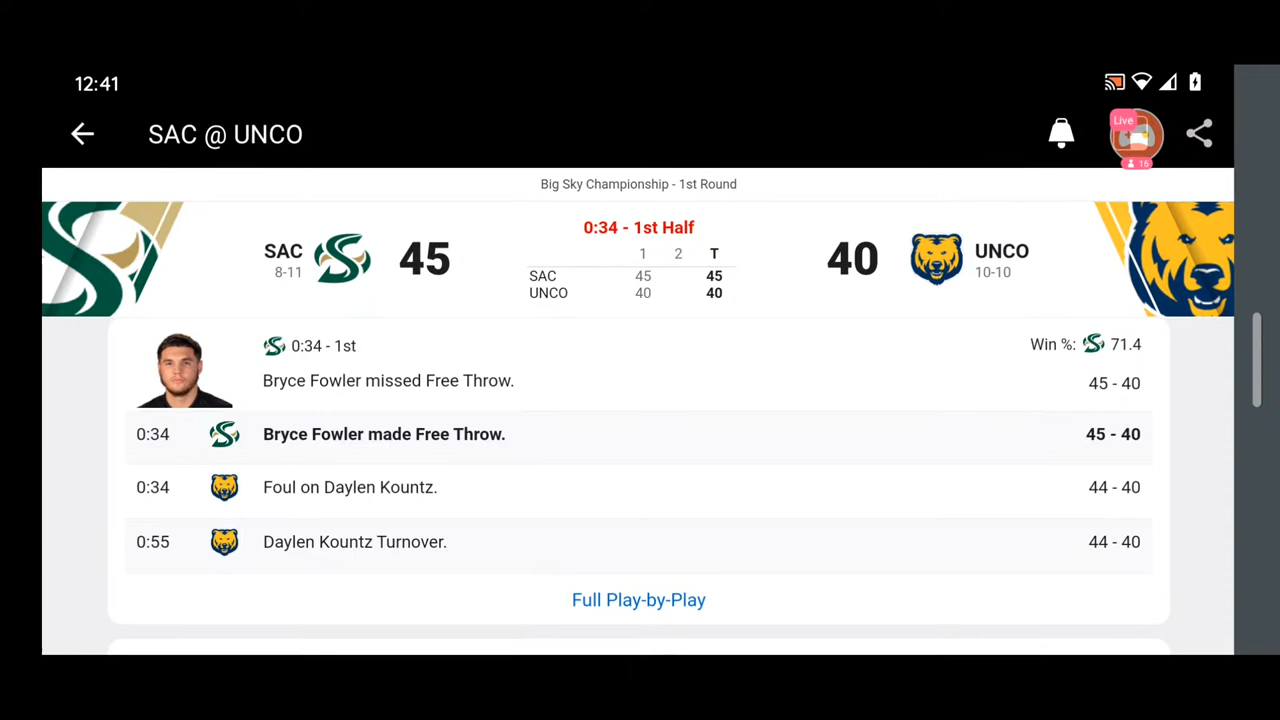 12:41
SAC @ UNCO
Live
16
Big Sky Championship - 1st Round
0:34 - 1st Half
SAC
8-11
45
1 2 T
SAC 45 45
UNCO 40 40
40
UNCO
10-10
0:34 - 1st
Win %: 71.4
Bryce Fowler missed Free Throw. 45 - 40
0:34 Bryce Fowler made Free Throw. 45 - 40
0:34 Foul on Daylen Kountz. 44 - 40
0:55 Daylen Kountz Turnover. 44 - 40
Full Play-by-Play